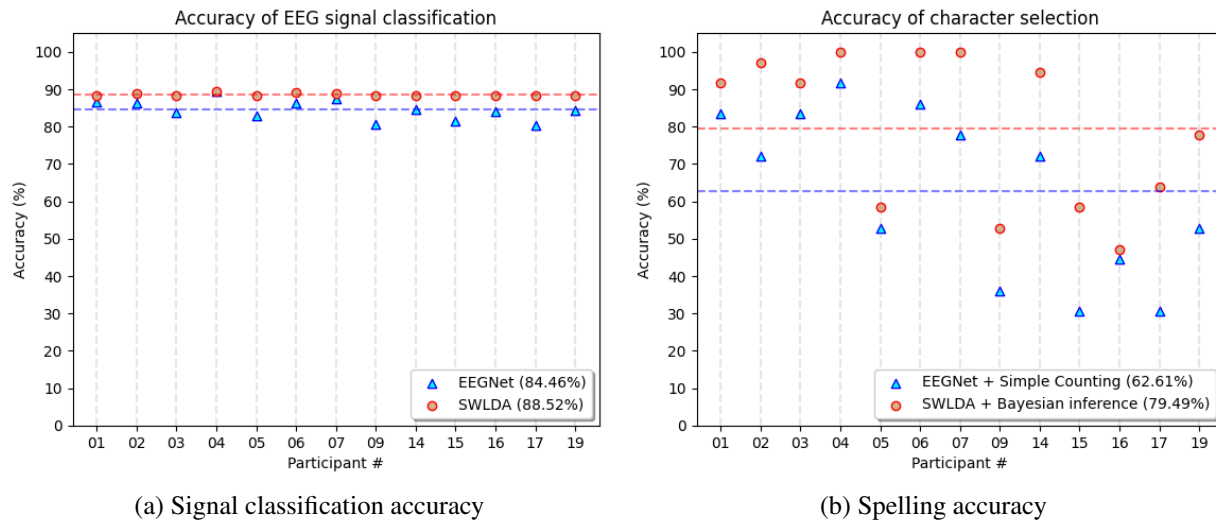 Accuracy of EEG signal classification
Accuracy (%)
100
90
80
70
60
50
40
30
20
10
0
EEGNet (84.46%)
SWLDA (88.52%)
01 02 03 04 05 06 07 09 14 15 16 17 19
Participant #
(a) Signal classification accuracy
Accuracy of character selection
Accuracy (%)
100
90
80
70
60
50
40
30
20
10
0
EEGNet + Simple Counting (62.61%)
SWLDA + Bayesian inference (79.49%)
01 02 03 04 05 06 07 09 14 15 16 17 19
Participant #
(b) Spelling accuracy